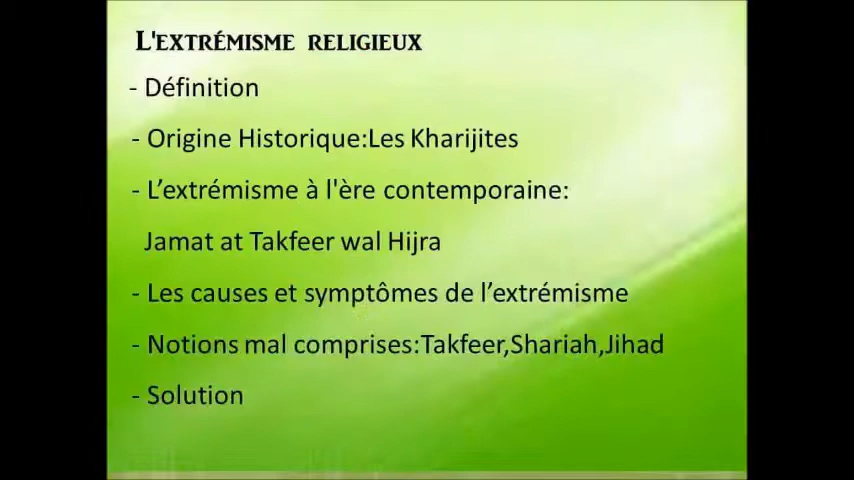 L'EXTRÉMISME RELIGIEUX
- Définition
- Origine Historique:Les Kharijites
- L’extrémisme à l'ère contemporaine:
Jamat at Takfeer wal Hijra
- Les causes et symptômes de l’extrémisme
- Notions mal comprises:Takfeer,Shariah,Jihad
- Solution